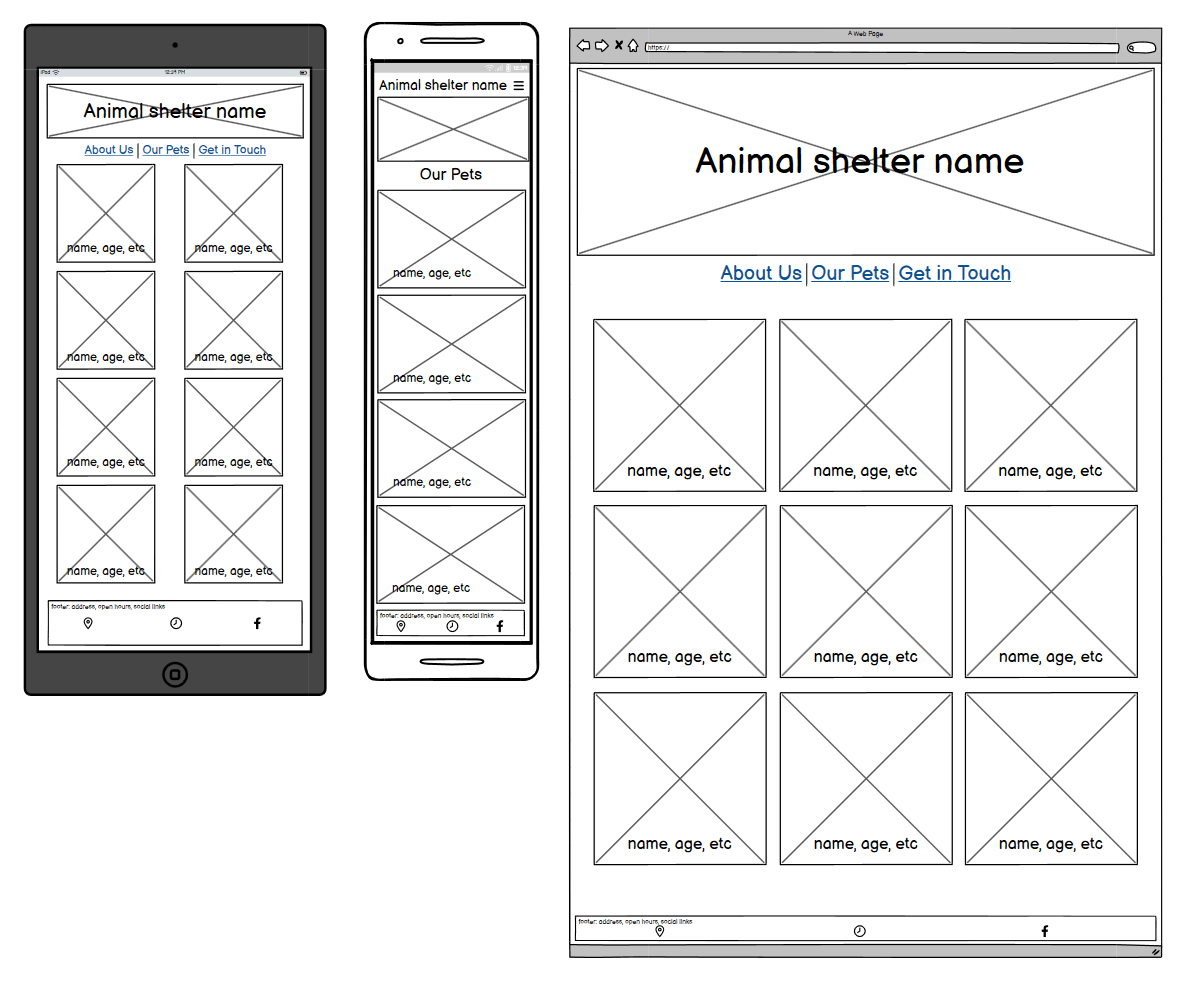 iPod
12:29 PM
Animal shelter name
About Us | Our Pets | Get in Touch
name, age, etc
name, age, etc
name, age, etc
name, age, etc
name, age, etc
name, age, etc
name, age, etc
name, age, etc
footer: address, open hours, social links
Animal shelter name
Our Pets
name, age, etc
name, age, etc
name, age, etc
name, age, etc
footer: address, open hours, social links
A Web Page
https://
Animal shelter name
About Us | Our Pets | Get in Touch
name, age, etc
name, age, etc
name, age, etc
name, age, etc
name, age, etc
name, age, etc
name, age, etc
name, age, etc
name, age, etc
footer: address, open hours, social links